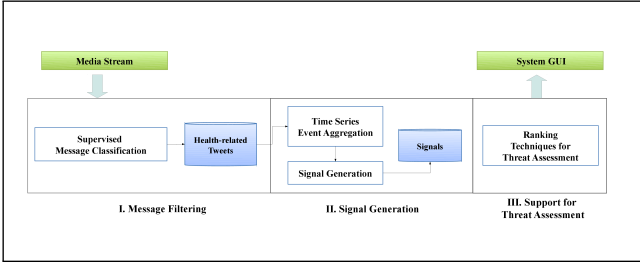 Media Stream
System GUI
Supervised
Message Classification
Health-related
Tweets
Time Series
Event Aggregation
Signal Generation
Signals
Ranking
Techniques for
Threat Assessment
I. Message Filtering
II. Signal Generation
III. Support for
Threat Assessment